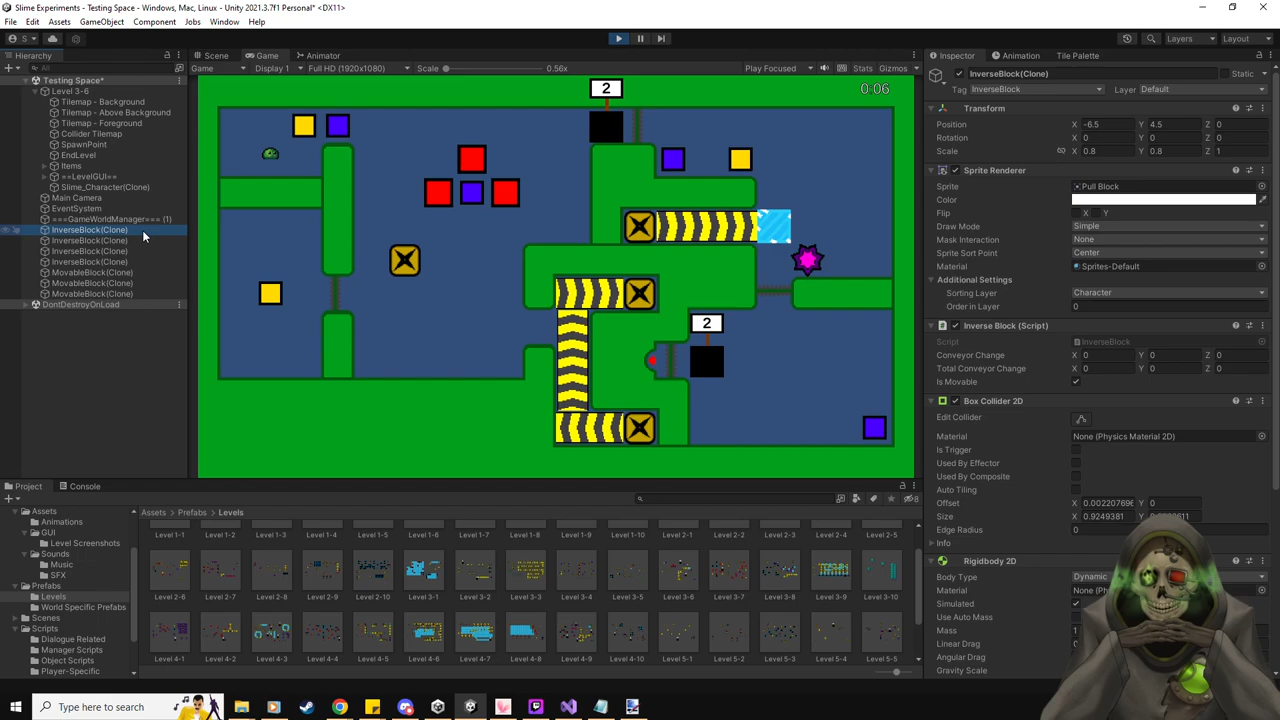 Slime Experiments - Testing Space - Windows, Mac, Linux - Unity 2021.3.7f1 Personal* <DX11>
File Edit Assets GameObject Component Jobs Window Help
S
Layers Layout
Hierarchy
All
Testing Space*
Level 3-6
Tilemap - Background
Tilemap - Above Background
Tilemap - Foreground
Collider Tilemap
SpawnPoint
EndLevel
Items
==LevelGUI==
Slime_Character(Clone)
Main Camera
EventSystem
===GameWorldManager=== (1)
InverseBlock(Clone)
InverseBlock(Clone)
InverseBlock(Clone)
InverseBlock(Clone)
MovableBlock(Clone)
MovableBlock(Clone)
MovableBlock(Clone)
DontDestroyOnLoad
Scene Game Animator
Game Display 1 Full HD (1920x1080) Scale 0.56x Play Focused Stats Gizmos
2
0:06
2
Project Console
8
Assets
Animations
GUI
Level Screenshots
Sounds
Music
SFX
Prefabs
Levels
World Specific Prefabs
Scenes
Scripts
Dialogue Related
Manager Scripts
Object Scripts
Player-Specific
Assets > Prefabs > Levels
Level 1-1 Level 1-2 Level 1-3 Level 1-4 Level 1-5 Level 1-6 Level 1-7 Level 1-8 Level 1-9 Level 1-10 Level 2-1 Level 2-2 Level 2-3 Level 2-4 Level 2-5
Level 2-6 Level 2-7 Level 2-8 Level 2-9 Level 2-10 Level 3-1 Level 3-2 Level 3-3 Level 3-4 Level 3-5 Level 3-6 Level 3-7 Level 3-8 Level 3-9 Level 3-10
Level 4-1 Level 4-2 Level 4-3 Level 4-4 Level 4-5 Level 4-6 Level 4-7 Level 4-8 Level 4-9 Level 4-10 Level 5-1 Level 5-2 Level 5-3 Level 5-4 Level 5-5
Inspector Animation Tile Palette
InverseBlock(Clone) Static
Tag InverseBlock Layer Default
Transform
Position X -6.5 Y 4.5 Z 0
Rotation X 0 Y 0 Z 0
Scale X 0.8 Y 0.8 Z 1
Sprite Renderer
Sprite Pull Block
Color
Flip X Y
Draw Mode Simple
Mask Interaction None
Sprite Sort Point Center
Material Sprites-Default
Additional Settings
Sorting Layer Character
Order in Layer 0
Inverse Block (Script)
Script InverseBlock
Conveyor Change X 0 Y 0 Z 0
Total Conveyor Change X 0 Y 0 Z 0
Is Movable
Box Collider 2D
Edit Collider
Material None (Physics Material 2D)
Is Trigger
Used By Effector
Used By Composite
Auto Tiling
Offset X 0.002207696 Y 0
Size X 0.9249381 Y
Edge Radius 0
Info
Rigidbody 2D
Body Type Dynamic
Material None (Ph
Simulated
Use Auto Mass
Mass 1
Linear Drag 0
Angular Drag
Gravity Scale
Type here to search